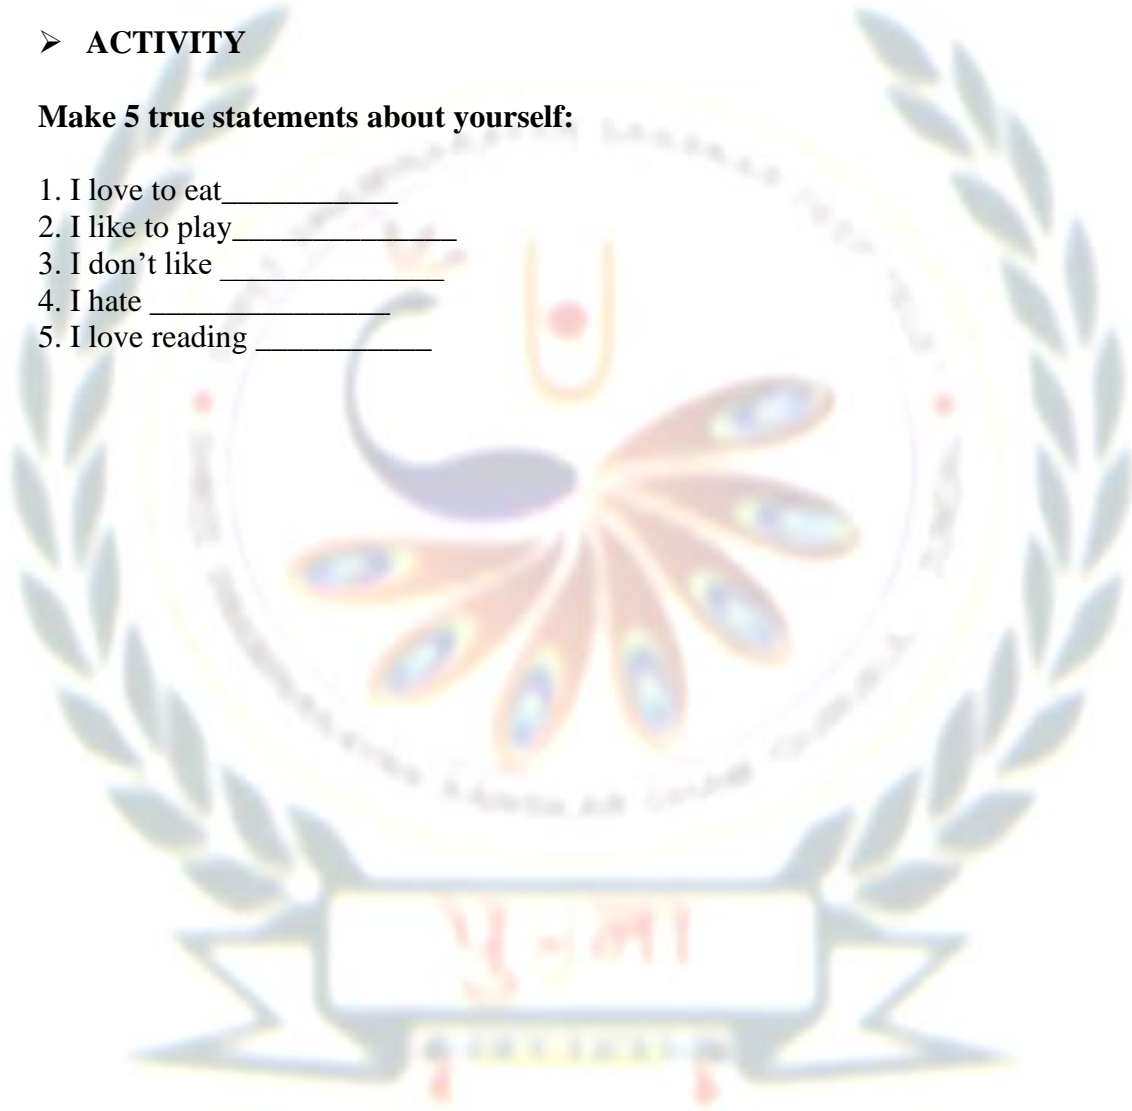 ➢ ACTIVITY
Make 5 true statements about yourself:
1. I love to eat___________
2. I like to play______________
3. I don’t like ______________
4. I hate _______________
5. I love reading ___________